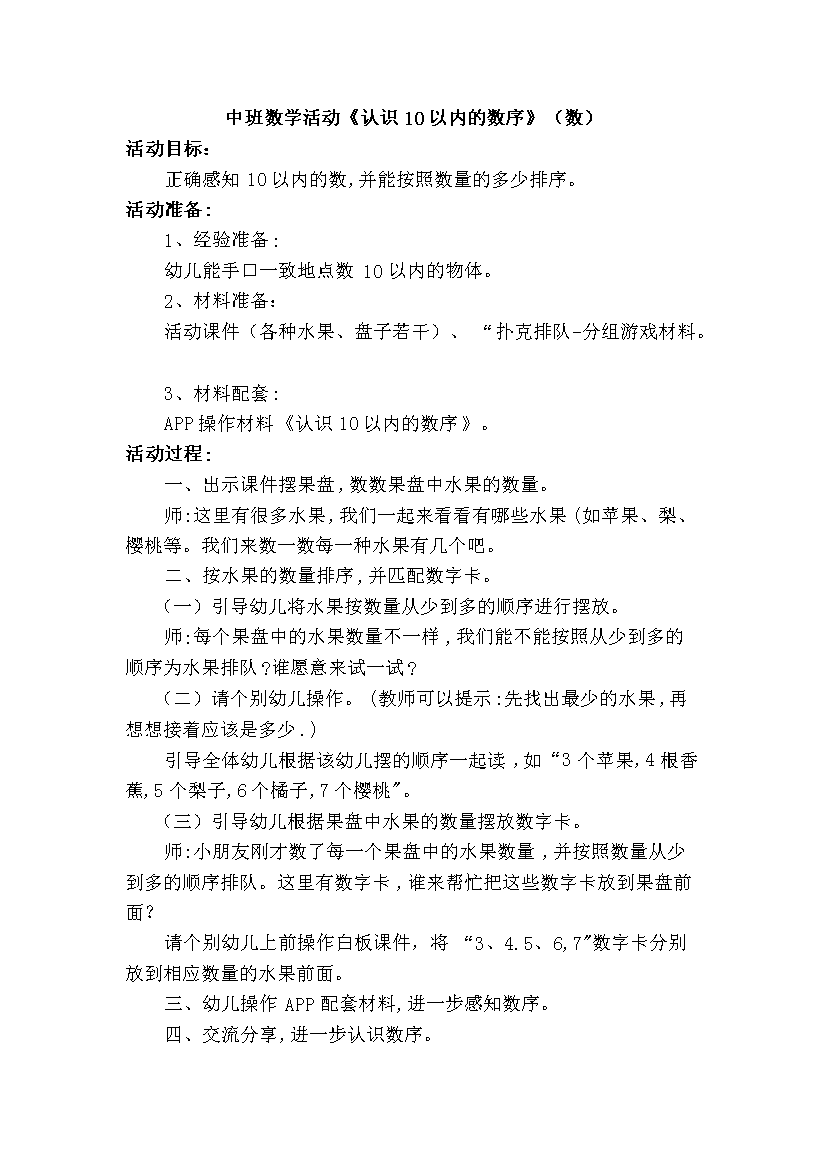 中班数学活动《认识10以内的数序》（数）
活动目标：
正确感知10以内的数,并能按照数量的多少排序。
活动准备:
1、经验准备:
幼儿能手口一致地点数 10以内的物体。
2、材料准备:
活动课件（各种水果、盘子若干）、 “扑克排队-分组游戏材料。
3、材料配套:
APP操作材料《认识10以内的数序》。
活动过程:
一、出示课件摆果盘,数数果盘中水果的数量。
师:这里有很多水果,我们一起来看看有哪些水果(如苹果、梨、
樱桃等。我们来数一数每一种水果有几个吧。
二、按水果的数量排序,并匹配数字卡。
（一）引导幼儿将水果按数量从少到多的顺序进行摆放。
师:每个果盘中的水果数量不一样,我们能不能按照从少到多的
顺序为水果排队?谁愿意来试一试?
（二）请个别幼儿操作。(教师可以提示:先找出最少的水果,再
想想接着应该是多少.)
引导全体幼儿根据该幼儿摆的顺序一起读,如“3个苹果,4根香
蕉,5个梨子,6个橘子,7个樱桃"。
（三）引导幼儿根据果盘中水果的数量摆放数字卡。
师:小朋友刚才数了每一个果盘中的水果数量,并按照数量从少
到多的顺序排队。这里有数字卡,谁来帮忙把这些数字卡放到果盘前
面?
请个别幼儿上前操作白板课件，将 “3、4.5、6,7"数字卡分别
放到相应数量的水果前面。
三、幼儿操作APP配套材料,进一步感知数序。
四、交流分享,进一步认识数序。